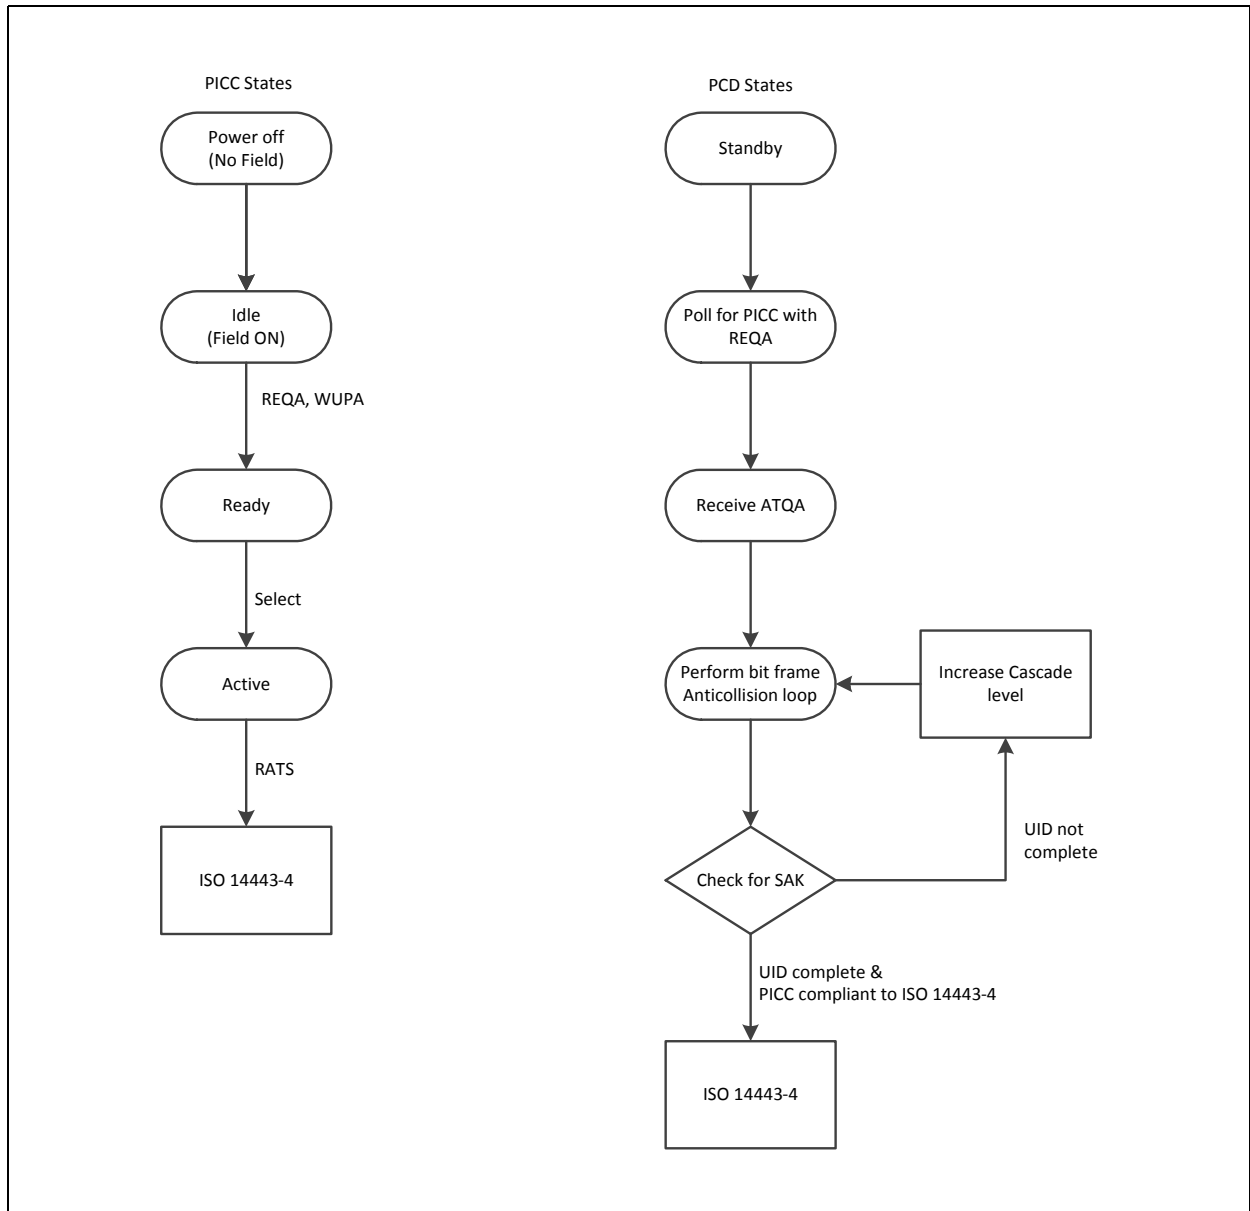 PICC States
Power off
(No Field)
Idle
(Field ON)
REQA, WUPA
Ready
Select
Active
RATS
ISO 14443-4
PCD States
Standby
Poll for PICC with
REQA
Receive ATQA
Perform bit frame
Anticollision loop
Increase Cascade
level
UID not
complete
Check for SAK
UID complete &
PICC compliant to ISO 14443-4
ISO 14443-4